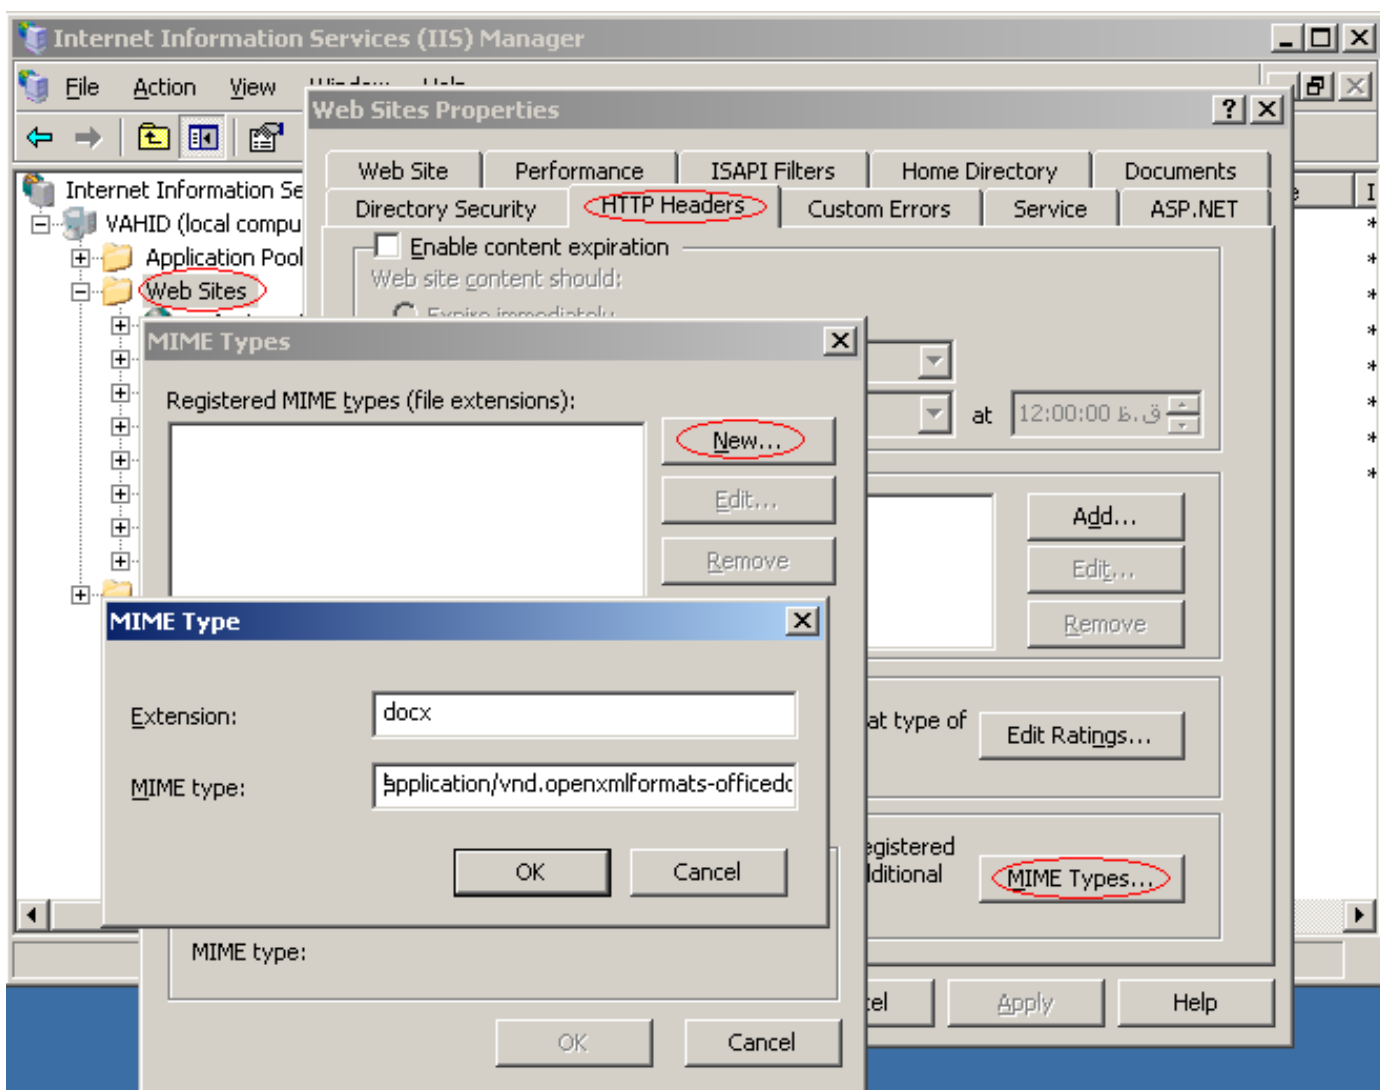 Internet Information Services (IIS) Manager
File Action View
Web Sites Properties
Internet Information Se
VAHID (local compu
Application Pool
Web Sites
Web Site Performance ISAPI Filters Home Directory Documents
Directory Security HTTP Headers Custom Errors Service ASP.NET
Enable content expiration
Web site content should:
Expire immediately
at 12:00:00 ق.ظ
Add...
Edit...
Remove
at type of
Edit Ratings...
egistered
dditional
MIME Types...
el Apply Help
MIME Types
Registered MIME types (file extensions):
New...
Edit...
Remove
MIME Type
Extension: docx
MIME type: application/vnd.openxmlformats-officedc
OK Cancel
MIME type:
OK Cancel